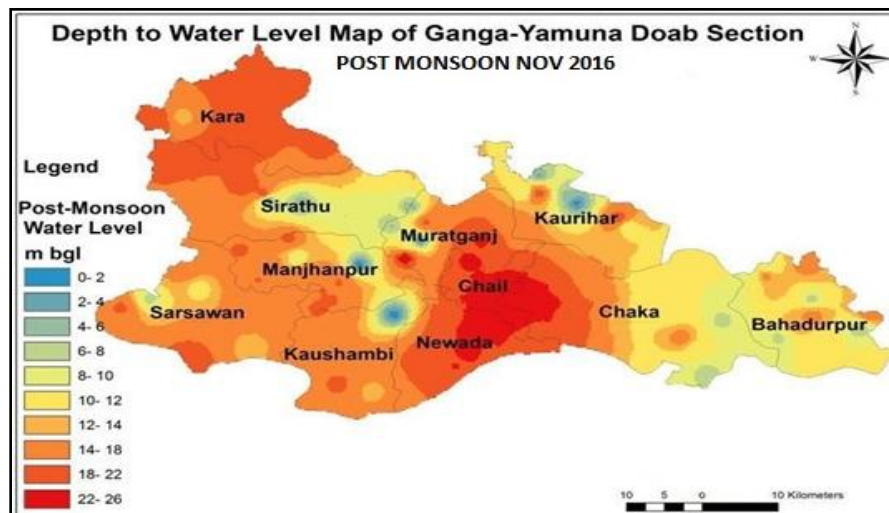 Depth to Water Level Map of Ganga-Yamuna Doab Section
POST MONSOON NOV 2016
N
W
E
S
Kara
Legend
Post-Monsoon
Water Level
m bgl
0- 2
2- 4
4- 6
6- 8
8- 10
10- 12
12- 14
14- 18
18- 22
22- 26
Sirathu
Kaurihar
Muratganj
Manjhanpur
Chail
Sarsawan
Chaka
Bahadurpur
Newada
Kaushambi
10 5 0 10 Kilometers